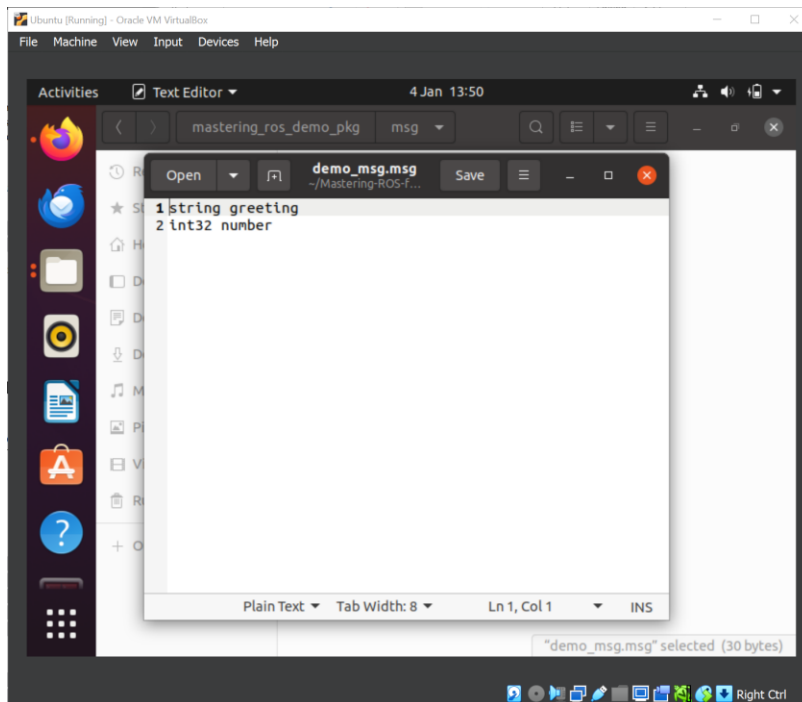 Ubuntu [Running] - Oracle VM VirtualBox
File Machine View Input Devices Help
Activities Text Editor 4 Jan 13:50
mastering_ros_demo_pkg msg
Open demo_msg.msg Save
~/Mastering-ROS-f...
1 string greeting
2 int32 number
Plain Text Tab Width: 8 Ln 1, Col 1 INS
"demo_msg.msg" selected (30 bytes)
Right Ctrl